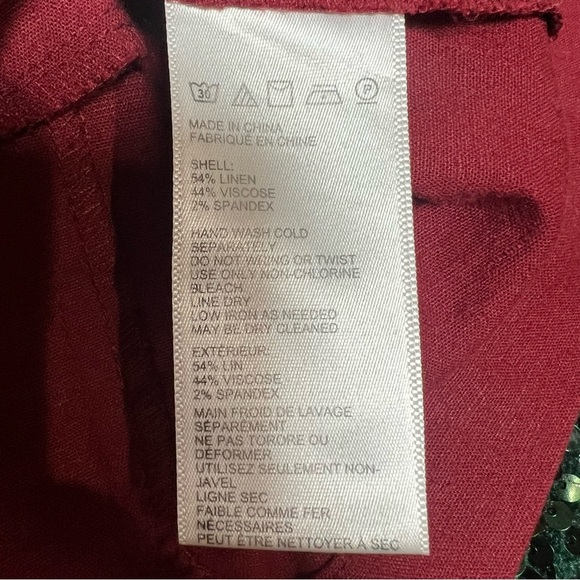 30
MADE IN CHINA
FABRIQUÉ EN CHINE
SHELL:
54% LINEN
44% VISCOSE
2% SPANDEX
HAND WASH COLD
SEPARATELY
DO NOT WRING OR TWIST
USE ONLY NON-CHLORINE
BLEACH
LINE DRY
LOW IRON AS NEEDED
MAY BE DRY CLEANED
EXTÉRIEUR:
54% LIN
44% VISCOSE
2% SPANDEX
MAIN FROID DE LAVAGE
SÉPARÉMENT
NE PAS TORORE OU
DÉFORMER
UTILISEZ SEULEMENT NON-
JAVEL
LIGNE SEC
FAIBLE COMME FER
NÉCESSAIRES
PEUT ÊTRE NETTOYER À SEC